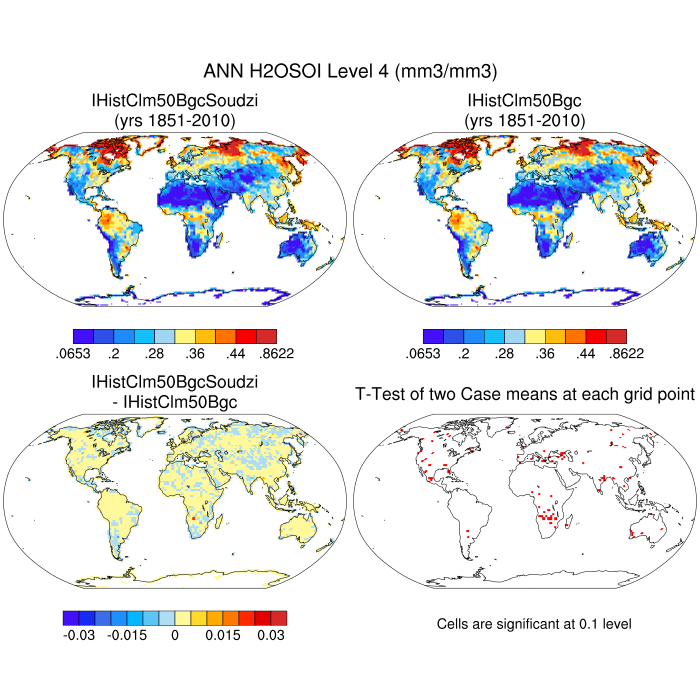 ANN H2OSOI Level 4 (mm3/mm3)
IHistClm50BgcSoudzi
(yrs 1851-2010)
IHistClm50Bgc
(yrs 1851-2010)
.0653 .2 .28 .36 .44 .8622
.0653 .2 .28 .36 .44 .8622
IHistClm50BgcSoudzi
- IHistClm50Bgc
T-Test of two Case means at each grid point
-0.03 -0.015 0 0.015 0.03
Cells are significant at 0.1 level